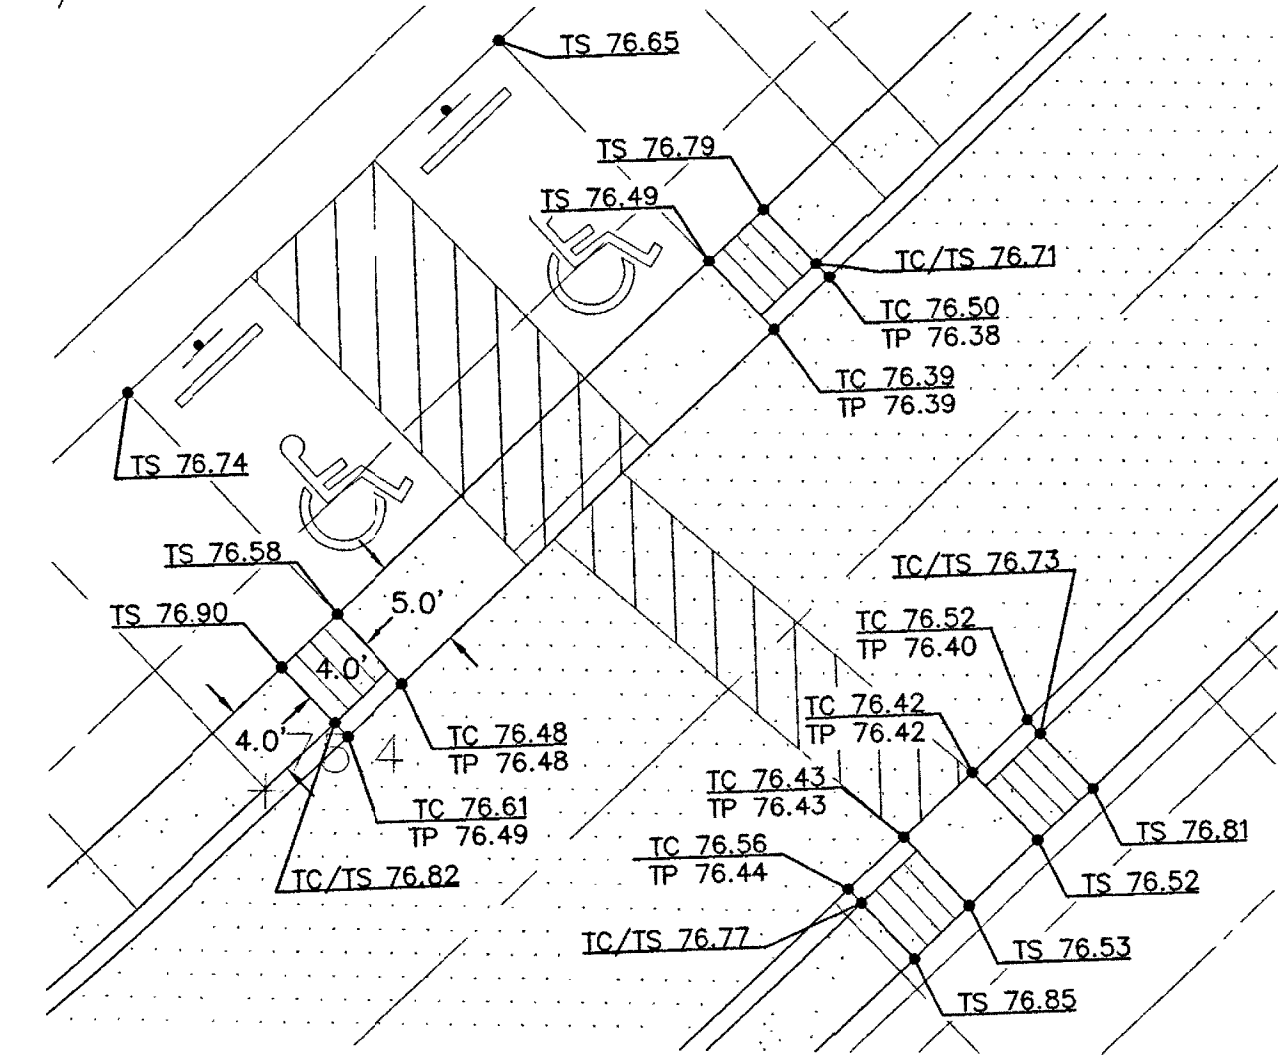 TS 76.65
TS 76.79
TS 76.49
TC/TS 76.71
TC 76.50
TP 76.38
TC 76.39
TP 76.39
TS 76.74
TS 76.58
TS 76.90
5.0'
4.0'
4.0'
TC 76.48
TP 76.48
TC 76.61
TP 76.49
TC/TS 76.82
784
TC/TS 76.73
TC 76.52
TP 76.40
TC 76.42
TP 76.42
TC 76.43
TP 76.43
TC 76.56
TP 76.44
TC/TS 76.77
TS 76.81
TS 76.52
TS 76.53
TS 76.85